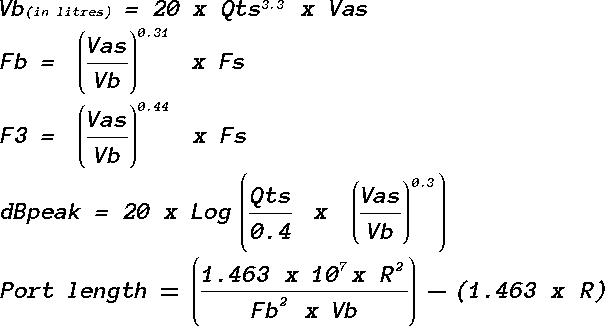 Vb(in litres) = 20 x Qts^3.3 x Vas
Fb = (Vas/Vb)^0.31 x Fs
F3 = (Vas/Vb)^0.44 x Fs
dBpeak = 20 x Log (Qts/0.4 x (Vas/Vb)^0.3)
Port length = (1.463 x 10^7 x R^2 / Fb^2 x Vb) - (1.463 x R)